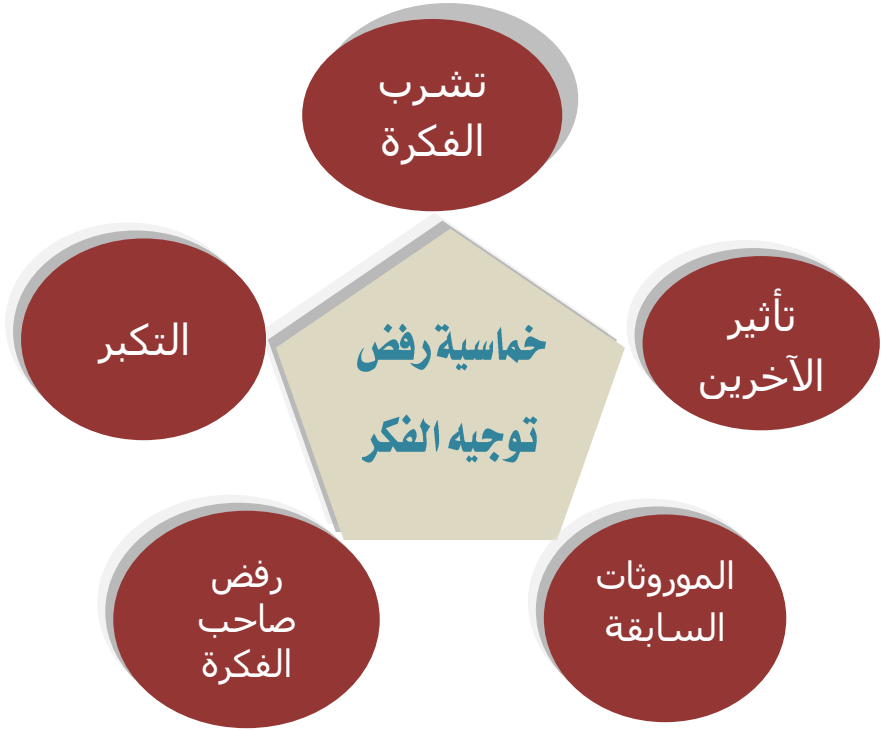 تشرب
الفكرة
تأثير
الآخرين
التكبر
خماسية رفض
توجيه الفكر
الموروثات
السابقة
رفض
صاحب
الفكرة